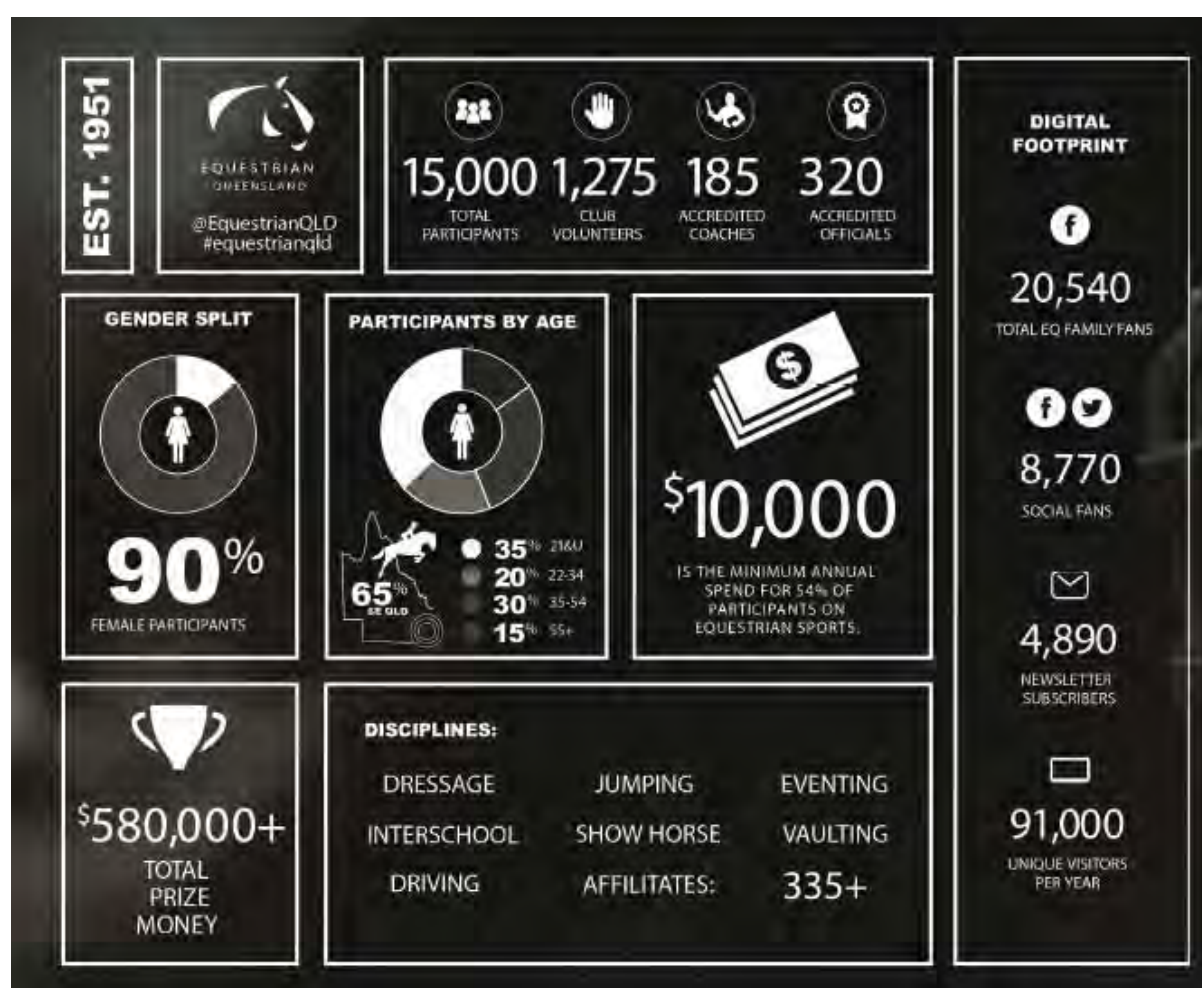 EST. 1951
EQUESTRIAN
QUEENSLAND
@EquestrianQLD
#equestrianqld
15,000
TOTAL
PARTICIPANTS
1,275
CLUB
VOLUNTEERS
185
ACCREDITED
COACHES
320
ACCREDITED
OFFICIALS
GENDER SPLIT
90%
FEMALE PARTICIPANTS
PARTICIPANTS BY AGE
65%
SE QLD
35% 21&U
20% 22-34
30% 35-54
15% 55+
$
$10,000
IS THE MINIMUM ANNUAL
SPEND FOR 54% OF
PARTICIPANTS ON
EQUESTRIAN SPORTS.
$580,000+
TOTAL
PRIZE
MONEY
DISCIPLINES:
DRESSAGE JUMPING EVENTING
INTERSCHOOL SHOW HORSE VAULTING
DRIVING AFFILITATES: 335+
DIGITAL
FOOTPRINT
20,540
TOTAL EQ FAMILY FANS
8,770
SOCIAL FANS
4,890
NEWSLETTER
SUBSCRIBERS
91,000
UNIQUE VISITORS
PER YEAR